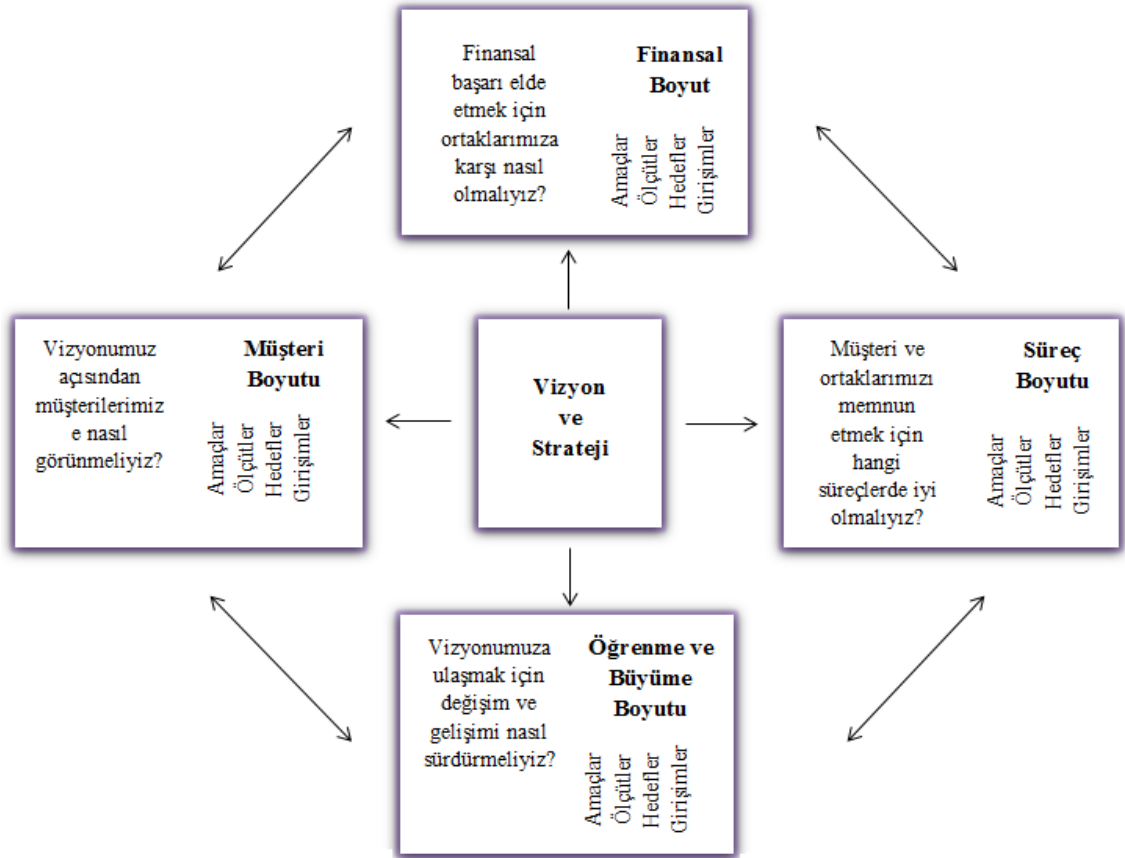 Finansal
başarı elde
etmek için
ortaklarımıza
karşı nasıl
olmalıyız?
Finansal
Boyut
Amaçlar
Ölçütler
Hedefler
Girişimler
Vizyonumuz
açısından
müşterilerimiz
e nasıl
görünmeliyiz?
Müşteri
Boyutu
Amaçlar
Ölçütler
Hedefler
Girişimler
Vizyon
ve
Strateji
Müşteri ve
ortaklarımızı
memnun
etmek için
hangi
süreçlerde iyi
olmalıyız?
Süreç
Boyutu
Amaçlar
Ölçütler
Hedefler
Girişimler
Vizyonumuza
ulaşmak için
değişim ve
gelişimi nasıl
sürdürmeliyiz?
Öğrenme ve
Büyüme
Boyutu
Amaçlar
Ölçütler
Hedefler
Girişimler